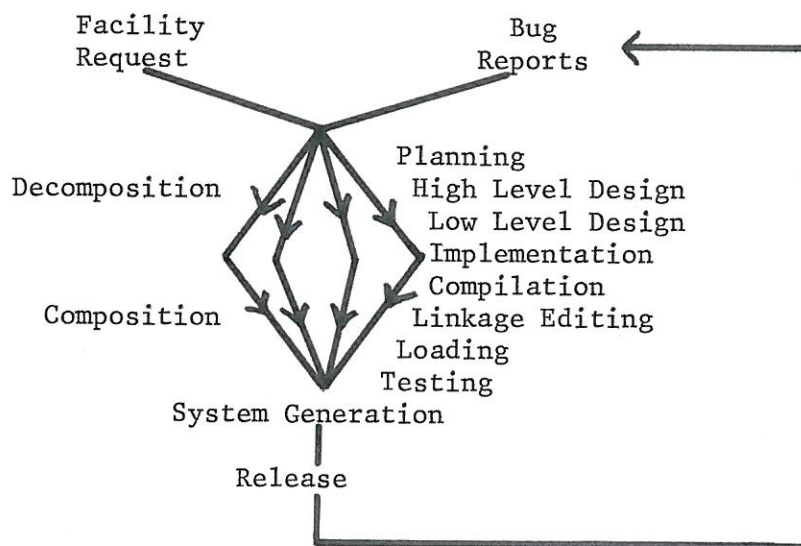 Facility
Request
Bug
Reports
Decomposition
Planning
High Level Design
Low Level Design
Implementation
Composition
Compilation
Linkage Editing
Loading
Testing
System Generation
Release